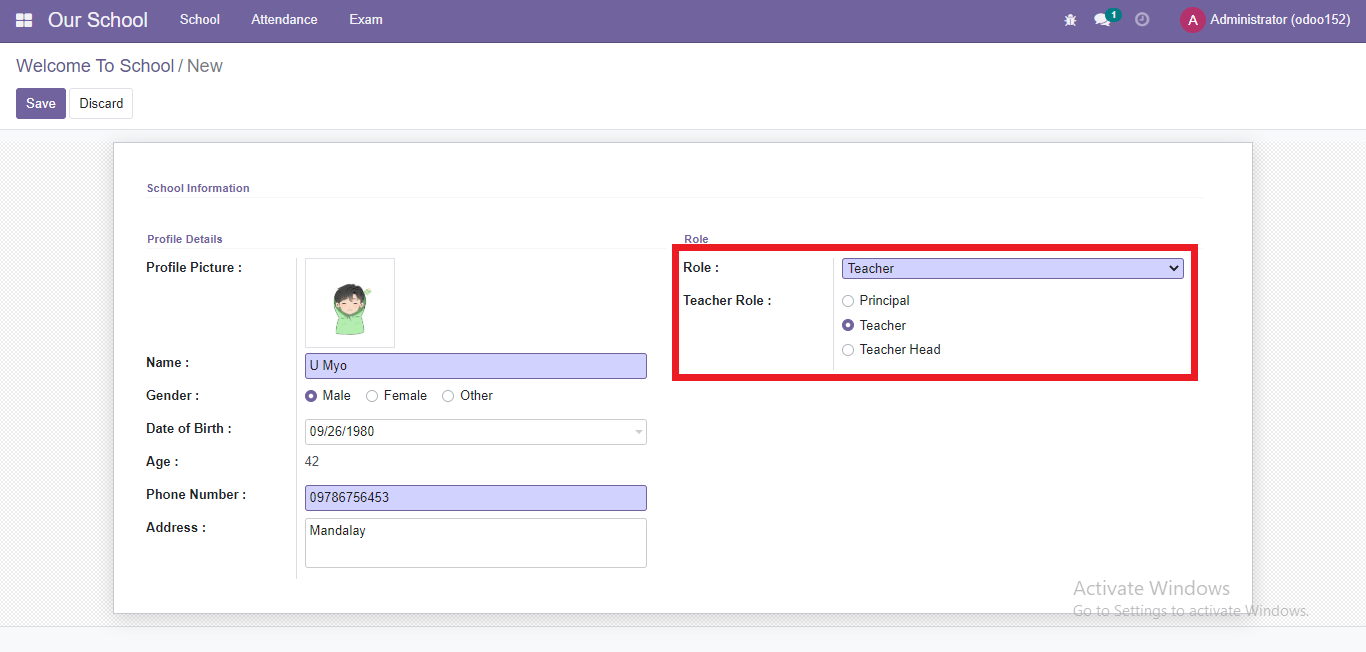 Our School School Attendance Exam 1 A Administrator (odoo152)
Welcome To School / New
Save Discard
School Information
Profile Details
Profile Picture :
Name : U Myo
Gender : Male Female Other
Date of Birth : 09/26/1980
Age : 42
Phone Number : 09786756453
Address : Mandalay
Role
Role : Teacher
Teacher Role : Principal
Teacher
Teacher Head
Activate Windows
Go to Settings to activate Windows.